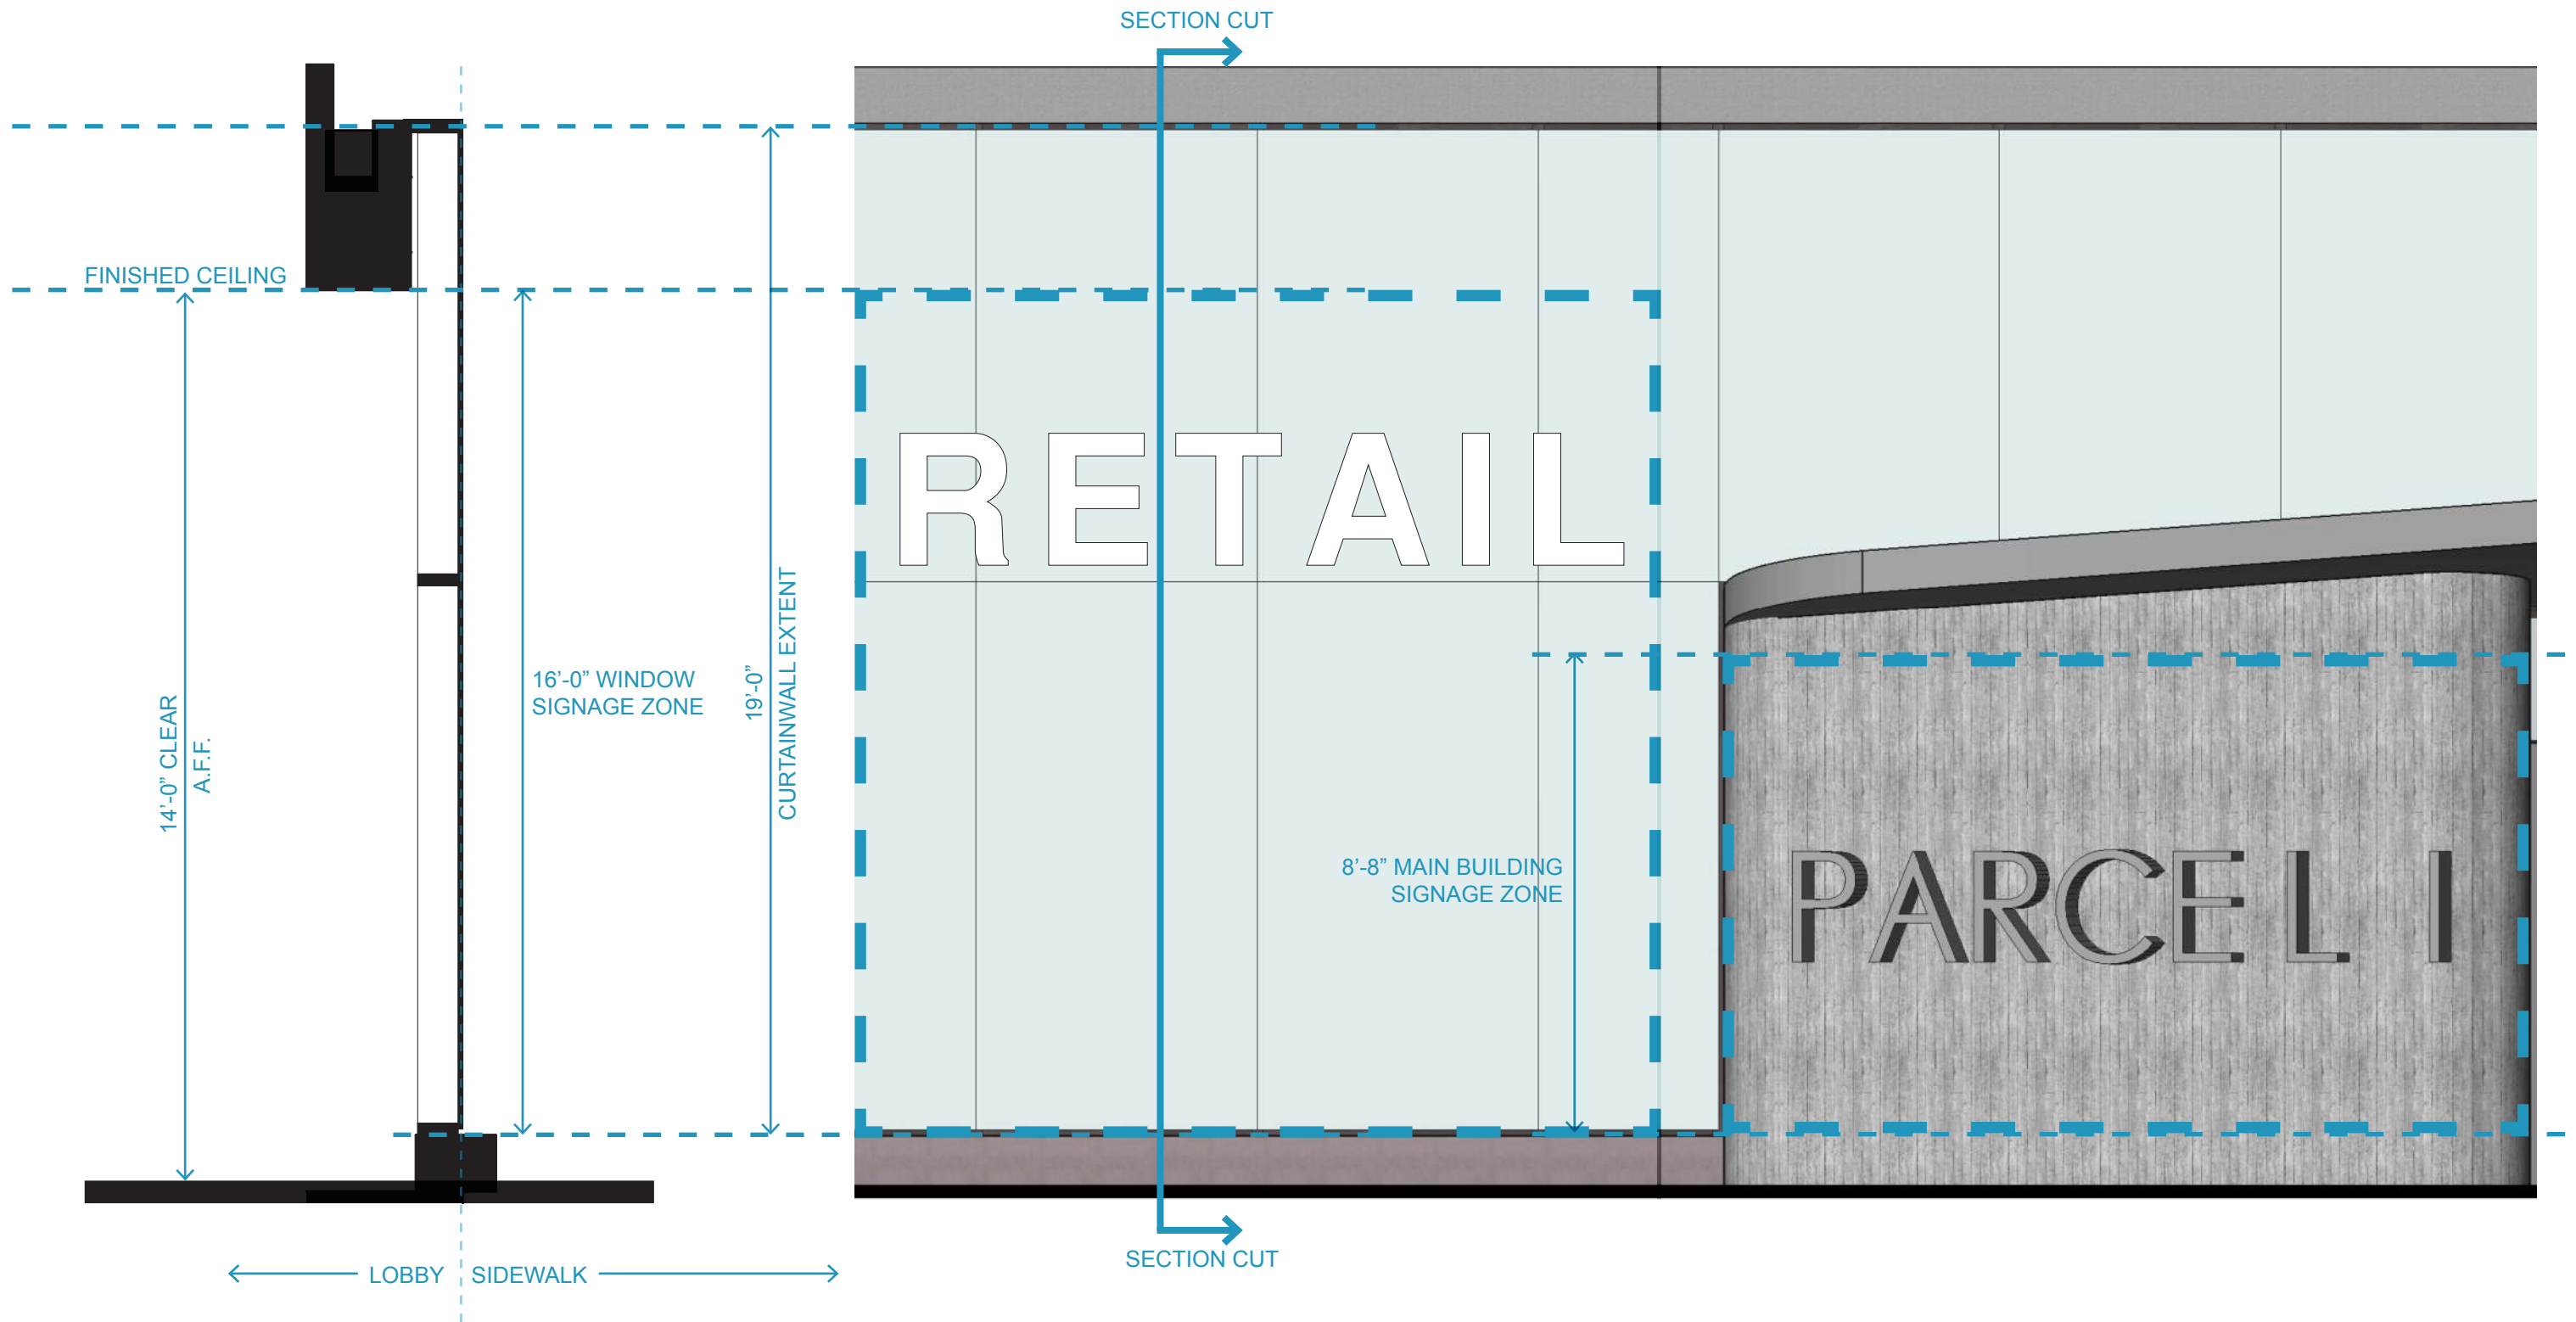 SECTION CUT
FINISHED CEILING
RETAIL
14’-0” CLEAR
A.F.F.
16’-0” WINDOW
SIGNAGE ZONE
19’-0”
CURTAINWALL EXTENT
8’-8” MAIN BUILDING
SIGNAGE ZONE
PARCEL I
SECTION CUT
LOBBY
SIDEWALK